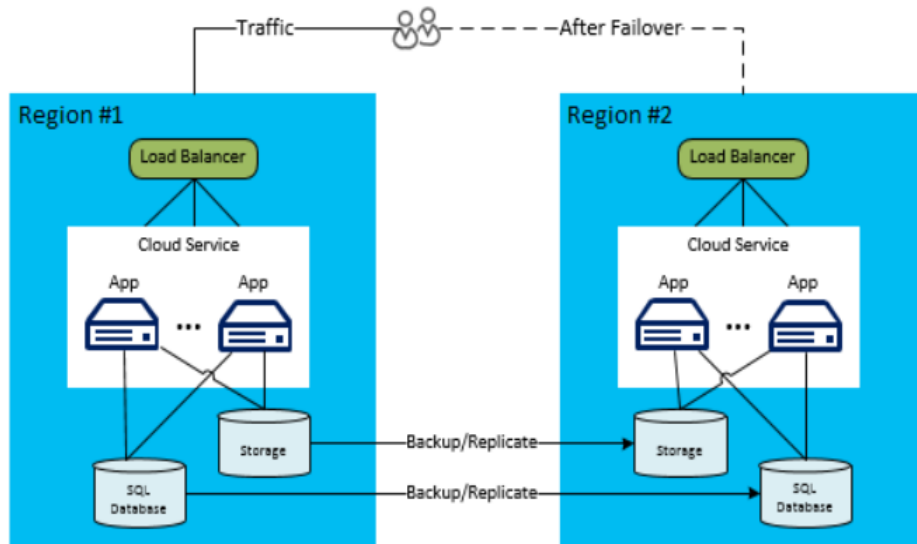 Traffic
After Failover
Region #1
Region #2
Load Balancer
Load Balancer
Cloud Service
Cloud Service
App
App
App
App
...
...
Storage
Backup/Replicate
Storage
SQL
Database
Backup/Replicate
SQL
Database